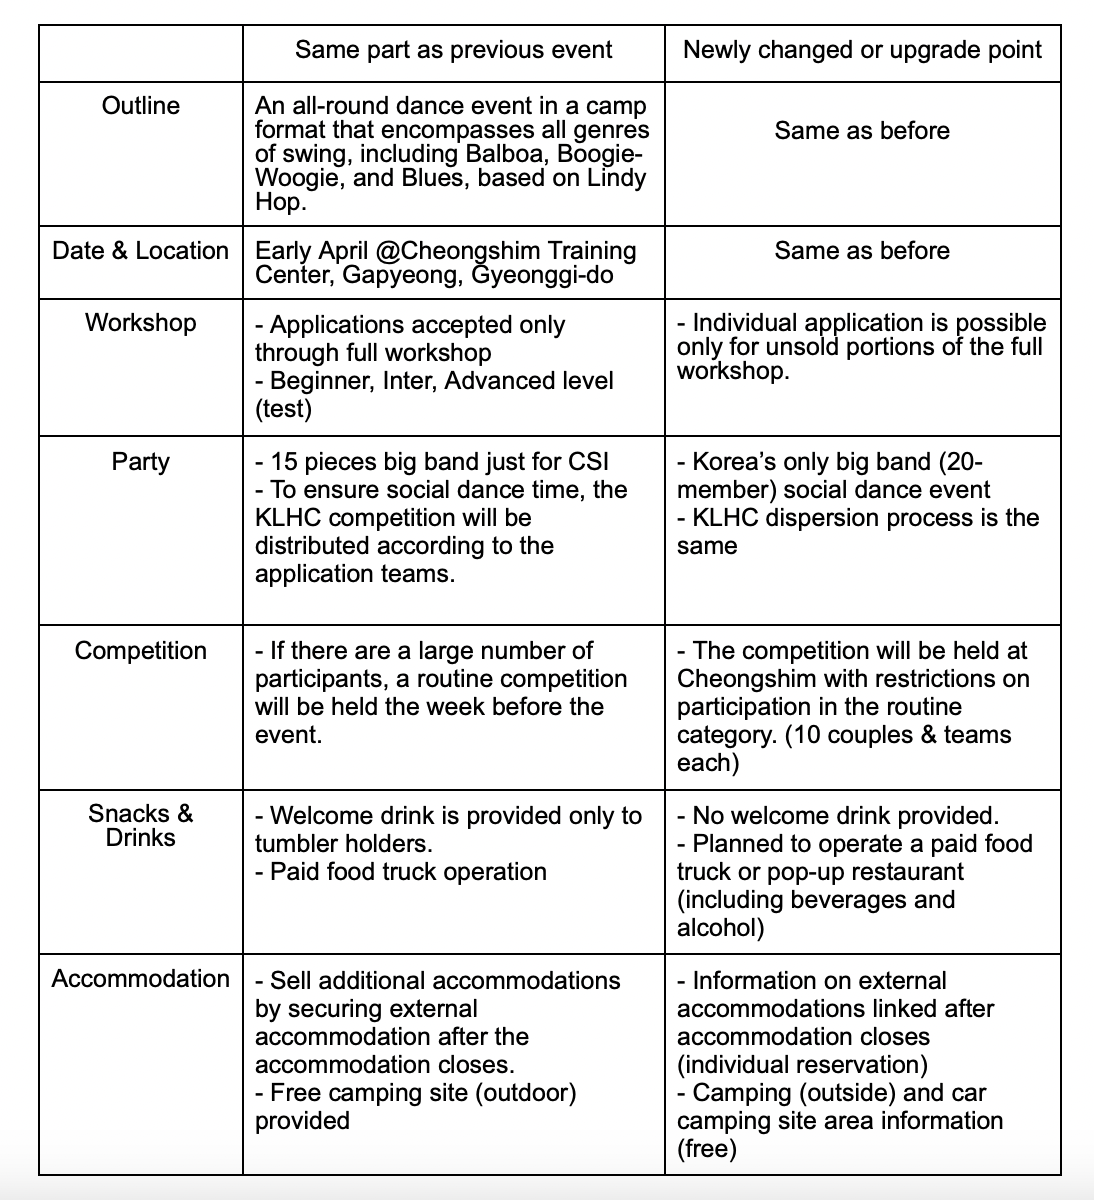 Same part as previous event
Newly changed or upgrade point
Outline
An all-round dance event in a camp
format that encompasses all genres
of swing, including Balboa, Boogie-
Woogie, and Blues, based on Lindy
Hop.
Same as before
Date & Location
Early April @Cheongshim Training
Center, Gapyeong, Gyeonggi-do
Same as before
Workshop
- Applications accepted only
through full workshop
- Beginner, Inter, Advanced level
(test)
- Individual application is possible
only for unsold portions of the full
workshop.
Party
- 15 pieces big band just for CSI
- To ensure social dance time, the
KLHC competition will be
distributed according to the
application teams.
- Korea’s only big band (20-
member) social dance event
- KLHC dispersion process is the
same
Competition
- If there are a large number of
participants, a routine competition
will be held the week before the
event.
- The competition will be held at
Cheongshim with restrictions on
participation in the routine
category. (10 couples & teams
each)
Snacks &
Drinks
- Welcome drink is provided only to
tumbler holders.
- Paid food truck operation
- No welcome drink provided.
- Planned to operate a paid food
truck or pop-up restaurant
(including beverages and
alcohol)
Accommodation
- Sell additional accommodations
by securing external
accommodation after the
accommodation closes.
- Free camping site (outdoor)
provided
- Information on external
accommodations linked after
accommodation closes
(individual reservation)
- Camping (outside) and car
camping site area information
(free)